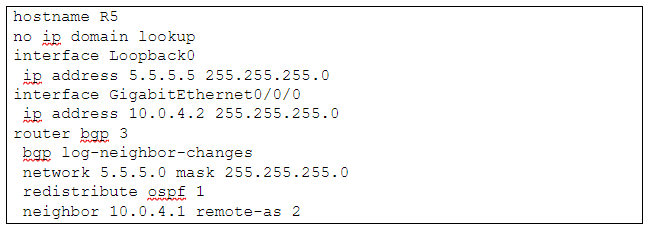 hostname R5
no ip domain lookup
interface Loopback0
 ip address 5.5.5.5 255.255.255.0
interface GigabitEthernet0/0/0
 ip address 10.0.4.2 255.255.255.0
router bgp 3
 bgp log-neighbor-changes
 network 5.5.5.0 mask 255.255.255.0
 redistribute ospf 1
 neighbor 10.0.4.1 remote-as 2